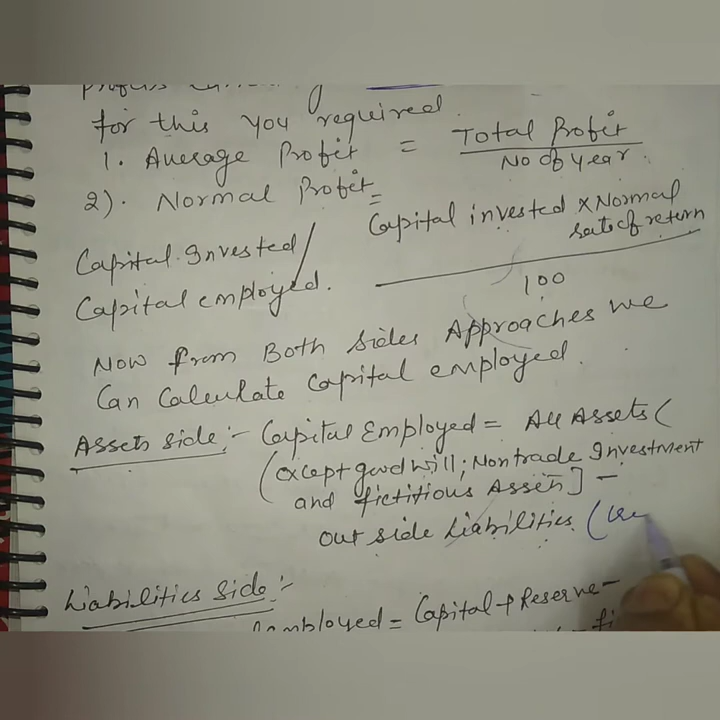 for this you required
1. Average Profit = Total Profit
No of year.
2). Normal Profit =
Capital Invested / Capital invested x Normal
rate of return
Capital employed. 100
Now from Both sides Approaches we
Can Calculate Capital employed.
Assets side:- Capital Employed = All Assets (
(except good will; Non trade Investment
and fictitious Assets] -
Out side Liabilities. (
Liabilities Side:-
= Capital + Reserve -